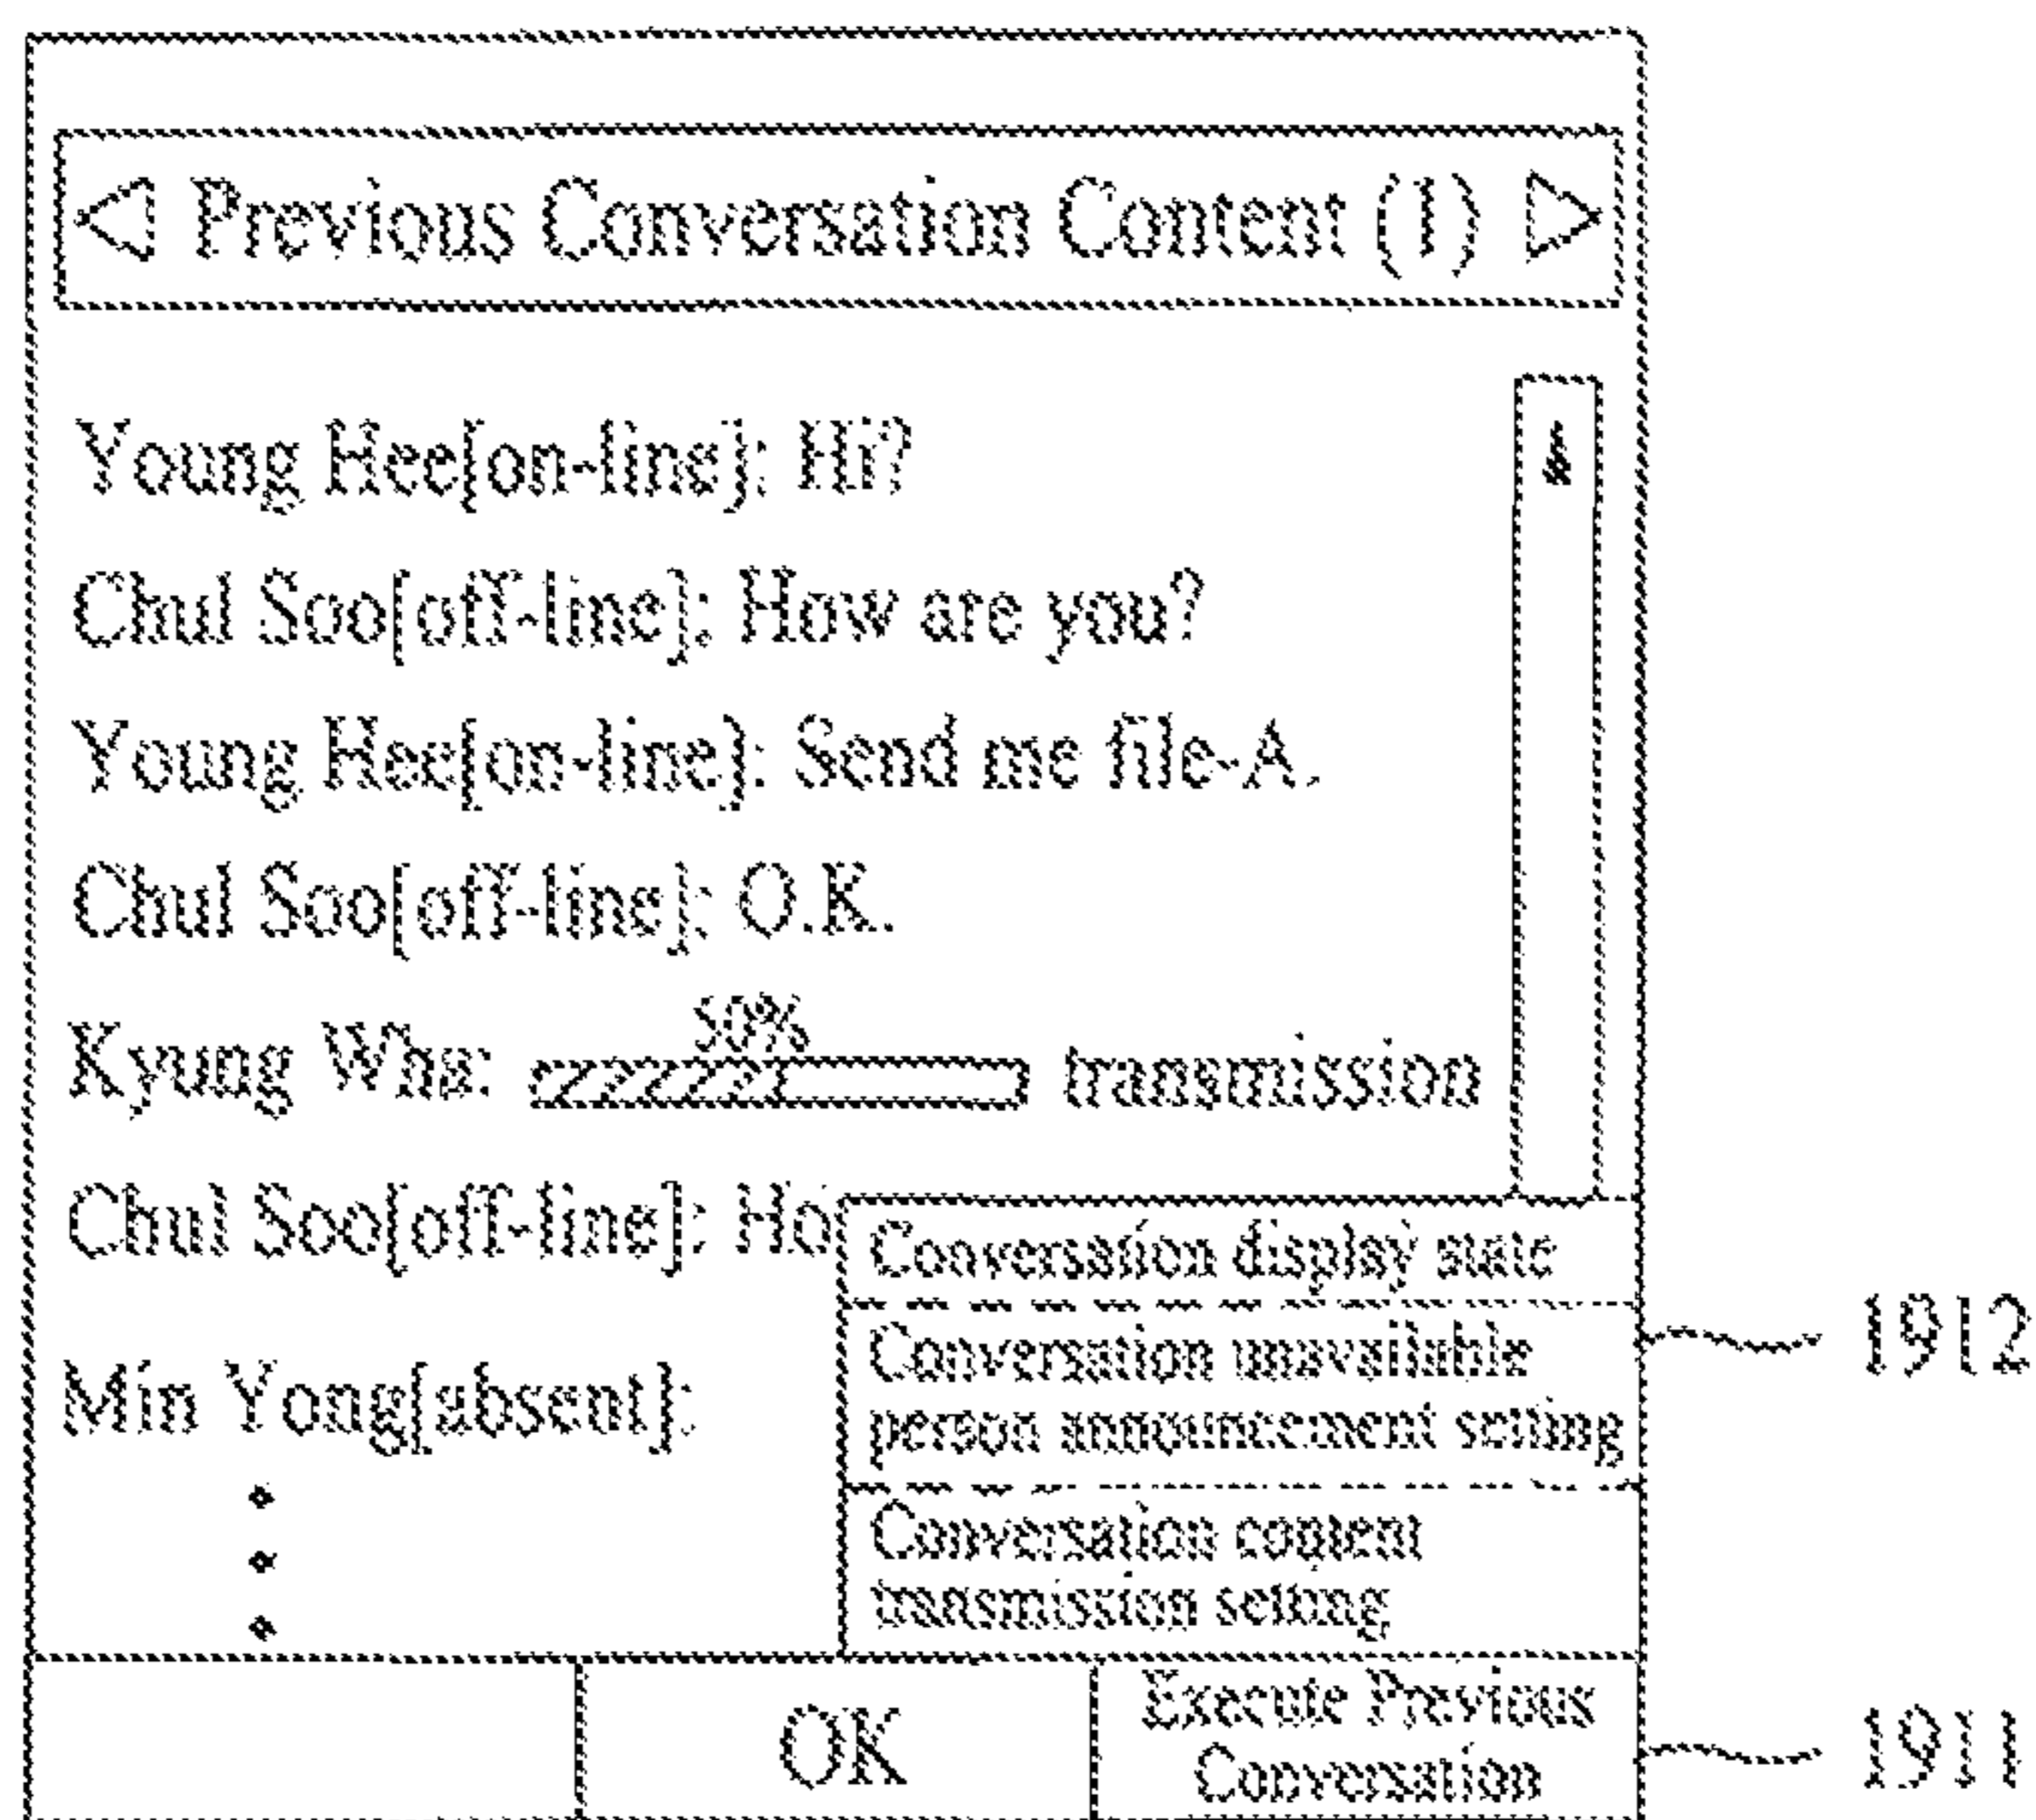 ◁ Previous Conversation Content (1) ▷
Young Hee[on-line]: Hi?
Chul Soo[off-line]: How are you?
Young Hee[on-line]: Send me file-A.
Chul Soo[off-line]: O.K.
50%
Kyung Wha: transmission
Chul Soo[off-line]: Ho
Conversation display state
Conversation unavailable
person announcement setting
1912
Min Yong[absent]:
Conversation content
transmission setting
OK
Execute Previous
Conversation
1911